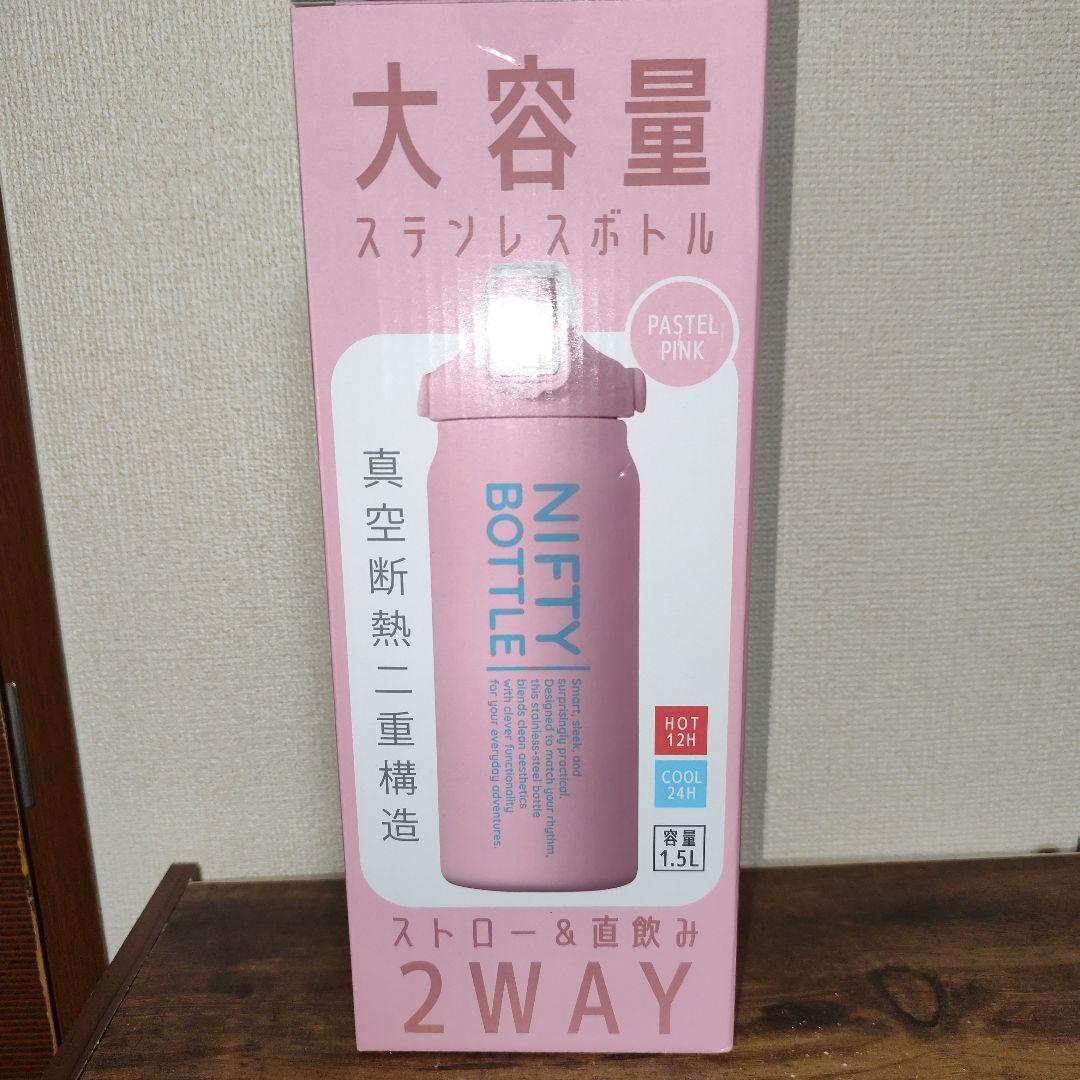 大容量
ステンレスボトル
PASTEL
PINK
真空断熱二重構造
NIFTY
BOTTLE
Smart, sleek, and
surprisingly practical.
Designed to match your rhythm,
this stainless-steel bottle
blends clean aesthetics
with clever functionality
for your everyday adventures.
HOT
12H
COOL
24H
容量
1.5L
ストロー&直飲み
2WAY